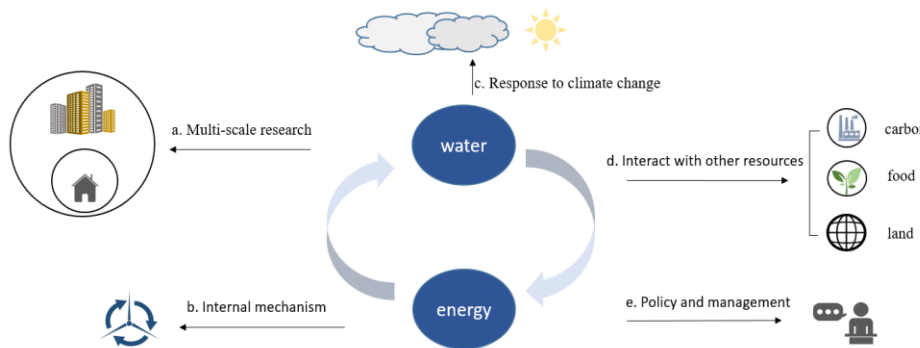 c. Response to climate change
a. Multi-scale research
water
d. Interact with other resources
carbo
food
land
b. Internal mechanism
energy
e. Policy and management